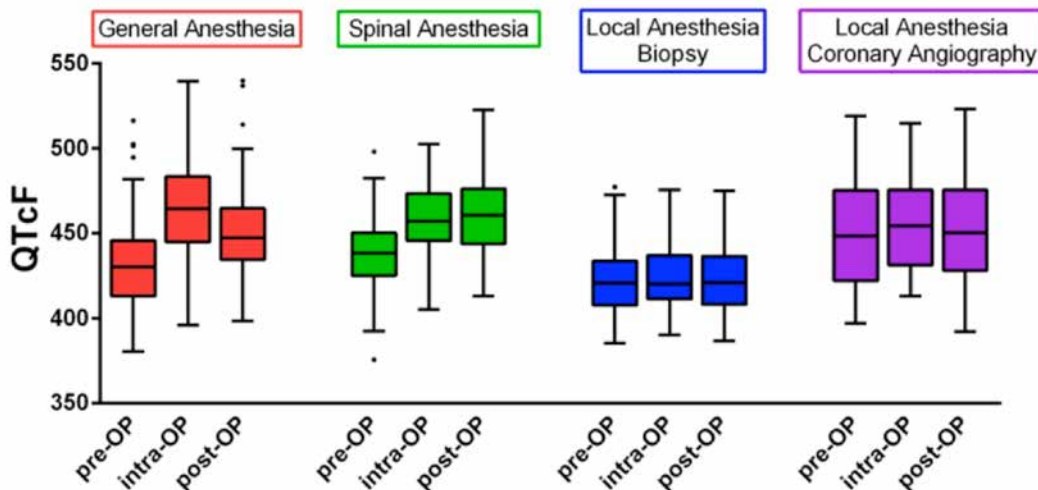 General Anesthesia
Spinal Anesthesia
Local Anesthesia
Biopsy
Local Anesthesia
Coronary Angiography
QTcF
550
500
450
400
350
pre-OP
intra-OP
post-OP
pre-OP
intra-OP
post-OP
pre-OP
intra-OP
post-OP
pre-OP
intra-OP
post-OP